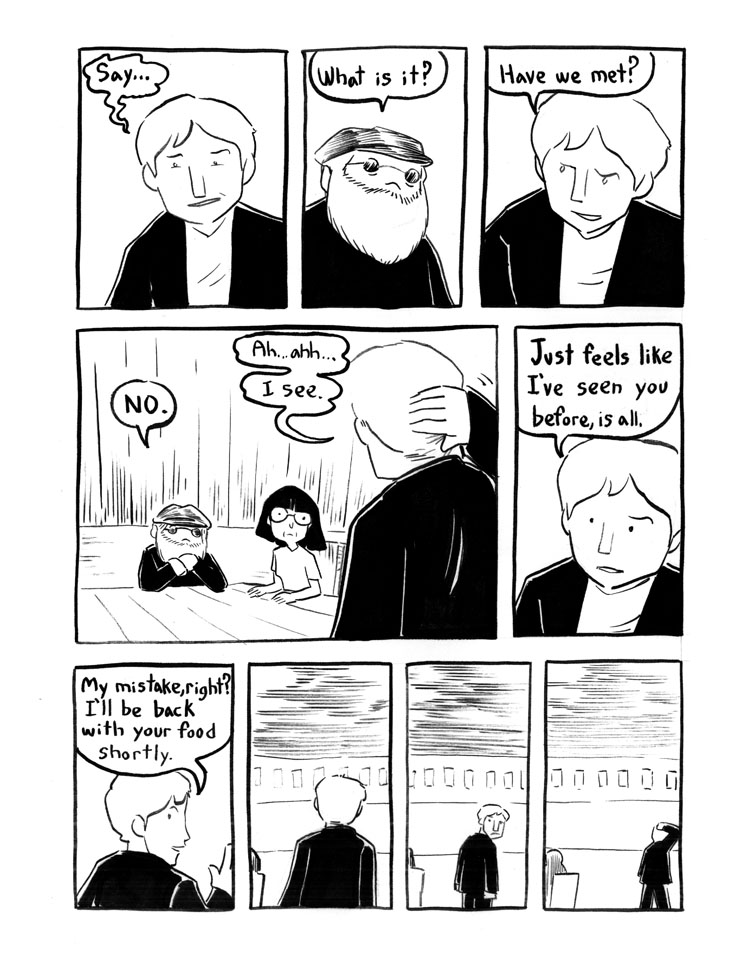 Say...
What is it?
Have we met?
NO.
Ah...ahh...
I see.
Just feels like
I've seen you
before, is all.
My mistake, right?
I'll be back
with your food
shortly.